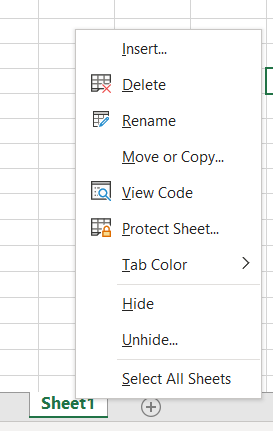 Insert...
Delete
Rename
Move or Copy...
View Code
Protect Sheet...
Tab Color
Hide
Unhide...
Select All Sheets
Sheet1